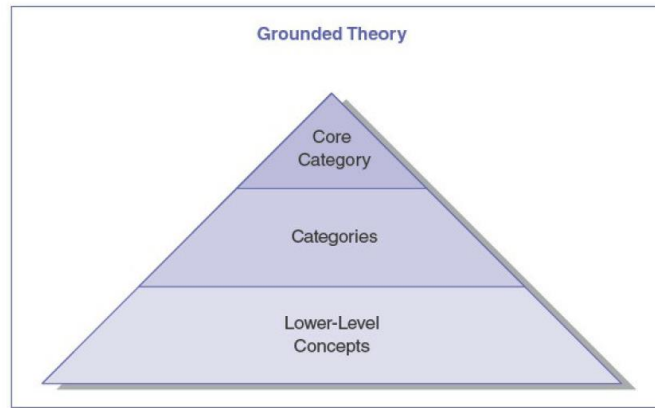 Grounded Theory
Core
Category
Categories
Lower-Level
Concepts